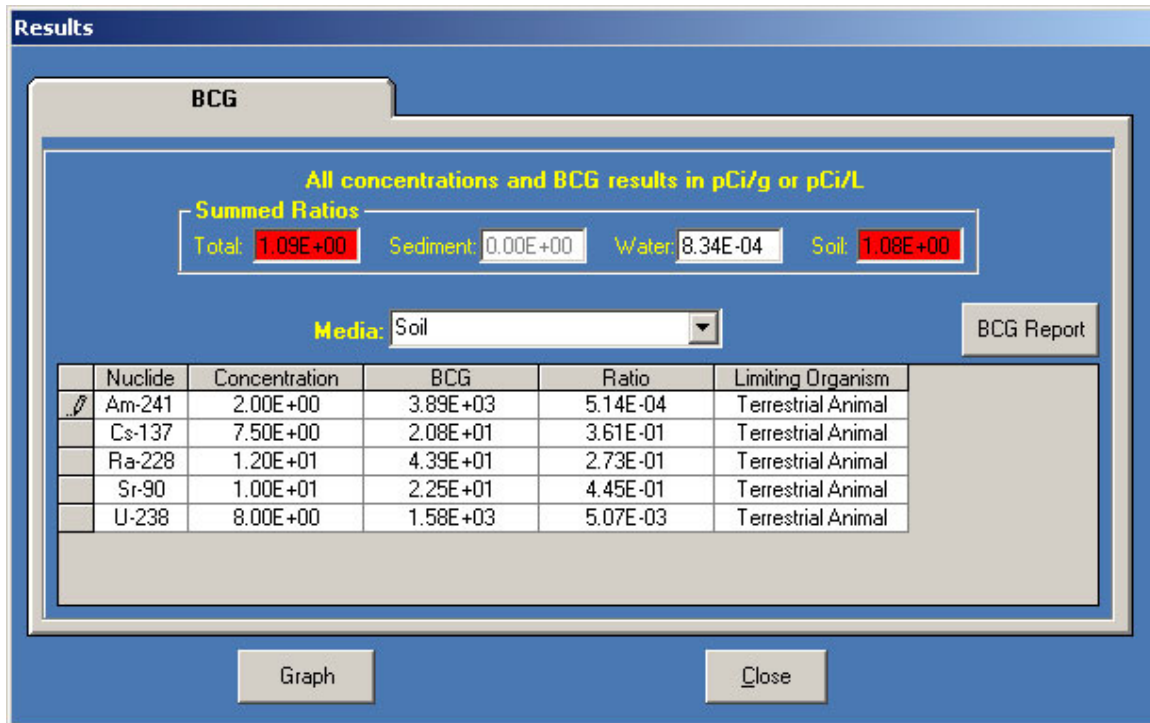 Results
BCG
All concentrations and BCG results in pCi/g or pCi/L
Summed Ratios
Total: 1.09E+00 Sediment: 0.00E+00 Water: 8.34E-04 Soil: 1.08E+00
Media: Soil BCG Report
Nuclide Concentration BCG Ratio Limiting Organism
Am-241 2.00E+00 3.89E+03 5.14E-04 Terrestrial Animal
Cs-137 7.50E+00 2.08E+01 3.61E-01 Terrestrial Animal
Ra-228 1.20E+01 4.39E+01 2.73E-01 Terrestrial Animal
Sr-90 1.00E+01 2.25E+01 4.45E-01 Terrestrial Animal
U-238 8.00E+00 1.58E+03 5.07E-03 Terrestrial Animal
Graph Close